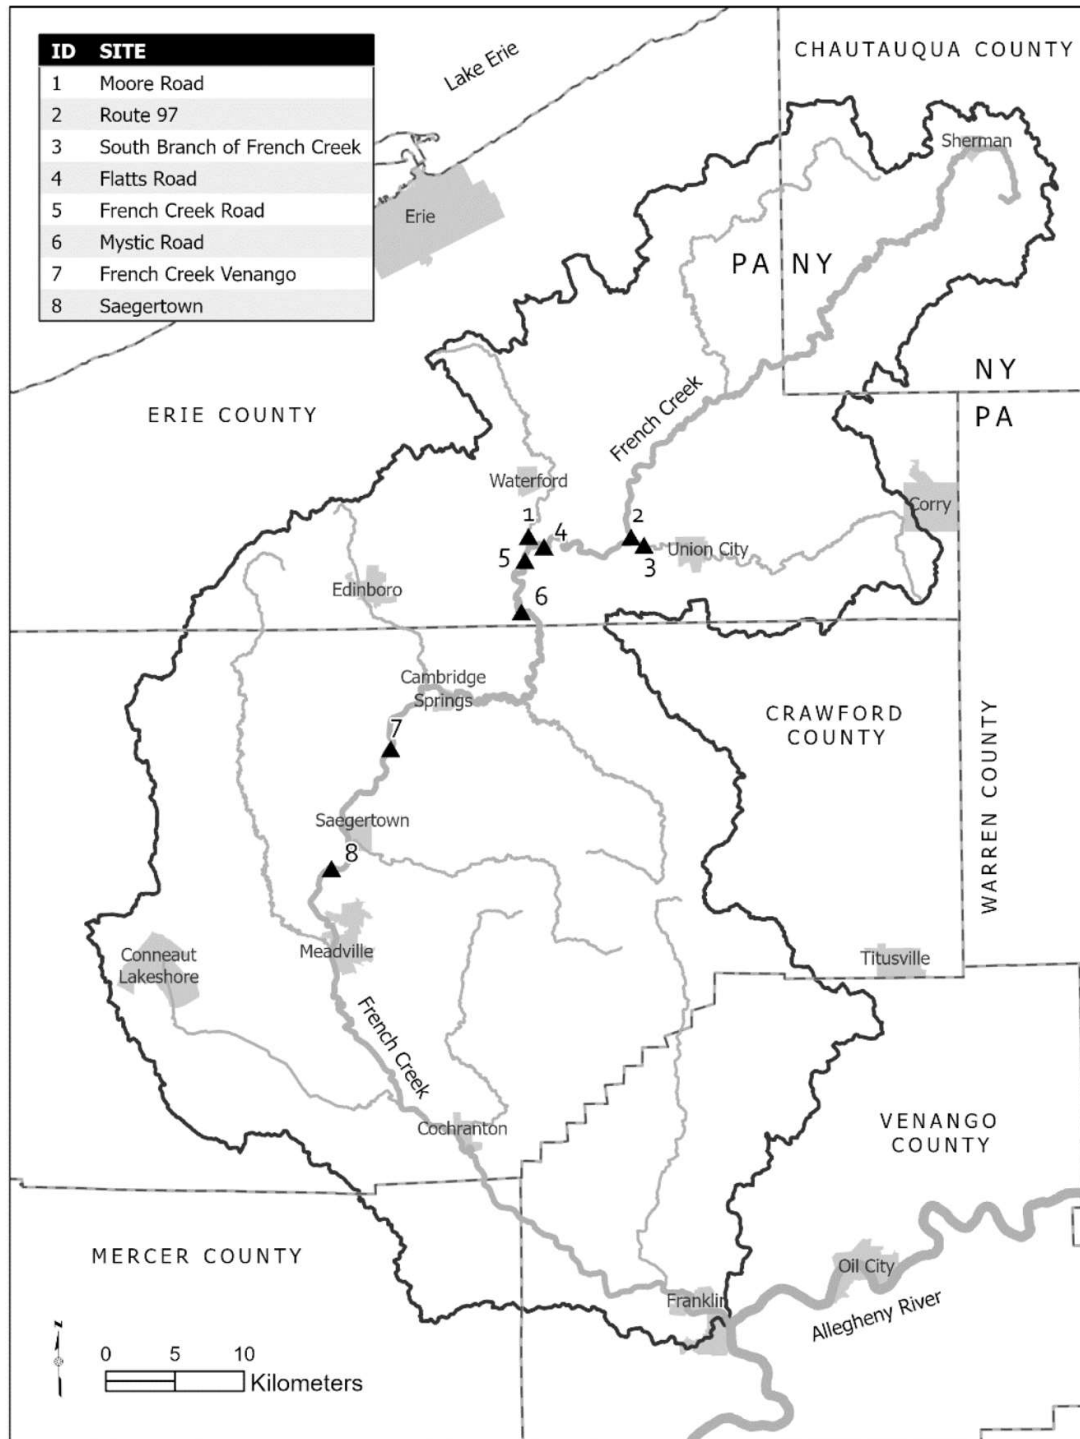 ID SITE
1 Moore Road
2 Route 97
3 South Branch of French Creek
4 Flatts Road
5 French Creek Road
6 Mystic Road
7 French Creek Venango
8 Saegertown
Lake Erie
CHAUTAUQUA COUNTY
Sherman
Erie
PA NY
NY
PA
ERIE COUNTY
French Creek
Waterford
Corry
1
2
4
3
Union City
5
Edinboro
6
Cambridge
Springs
CRAWFORD
COUNTY
WARREN COUNTY
7
Saegertown
8
Meadville
Conneaut
Lakeshore
Titusville
French Creek
Cochranton
VENANGO
COUNTY
MERCER COUNTY
Oil City
Franklin
Allegheny River
N
0 5 10
Kilometers